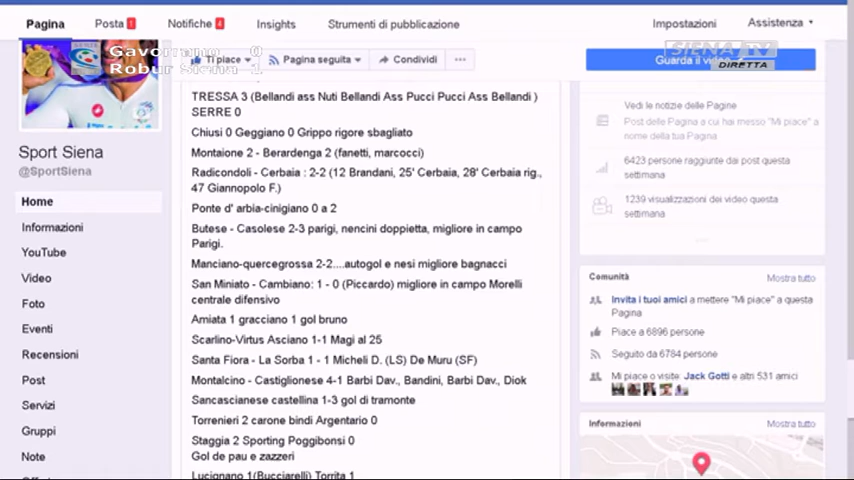 Pagina
Posta 1
Notifiche 4
Insights
Strumenti di pubblicazione
Impostazioni
Assistenza
Gavorrano 0
Robur Siena 1
SIENA TV
DIRETTA
Ti piace
Pagina seguita
Condividi
Guarda il video
Sport Siena
@SportSiena
Home
Informazioni
YouTube
Video
Foto
Eventi
Recensioni
Post
Servizi
Gruppi
Note
TRESSA 3 (Bellandi ass Nuti Bellandi Ass Pucci Pucci Ass Bellandi )
SERRE 0
Chiusi 0 Geggiano 0 Grippo rigore sbagliato
Montaione 2 - Berardenga 2 (fanetti, marcocci)
Radicondoli - Cerbaia : 2-2 (12 Brandani, 25' Cerbaia, 28' Cerbaia rig.,
47 Giannopolo F.)
Ponte d' arbia-cinigiano 0 a 2
Butese - Casolese 2-3 parigi, nencini doppietta, migliore in campo
Parigi.
Manciano-quercegrossa 2-2....autogol e nesi migliore bagnacci
San Miniato - Cambiano: 1 - 0 (Piccardo) migliore in campo Morelli
centrale difensivo
Amiata 1 gracciano 1 gol bruno
Scarlino-Virtus Asciano 1-1 Magi al 25
Santa Fiora - La Sorba 1 - 1 Micheli D. (LS) De Muru (SF)
Montalcino - Castiglionese 4-1 Barbi Dav., Bandini, Barbi Dav., Diok
Sancascianese castellina 1-3 gol di tramonte
Torrenieri 2 carone bindi Argentario 0
Staggia 2 Sporting Poggibonsi 0
Gol de pau e zazzeri
Lucignano 1(Bucciarelli) Torrita 1
Vedi le notizie delle Pagine
Post delle Pagine a cui hai messo "Mi piace" a
nome della tua Pagina
6423 persone raggiunte dai post questa
settimana
1239 visualizzazioni dei video questa
settimana
Comunità
Mostra tutto
Invita i tuoi amici a mettere "Mi piace" a questa
Pagina
Piace a 6896 persone
Seguito da 6784 persone
Mi piace o visite: Jack Gotti e altri 531 amici
Informazioni
Mostra tutto